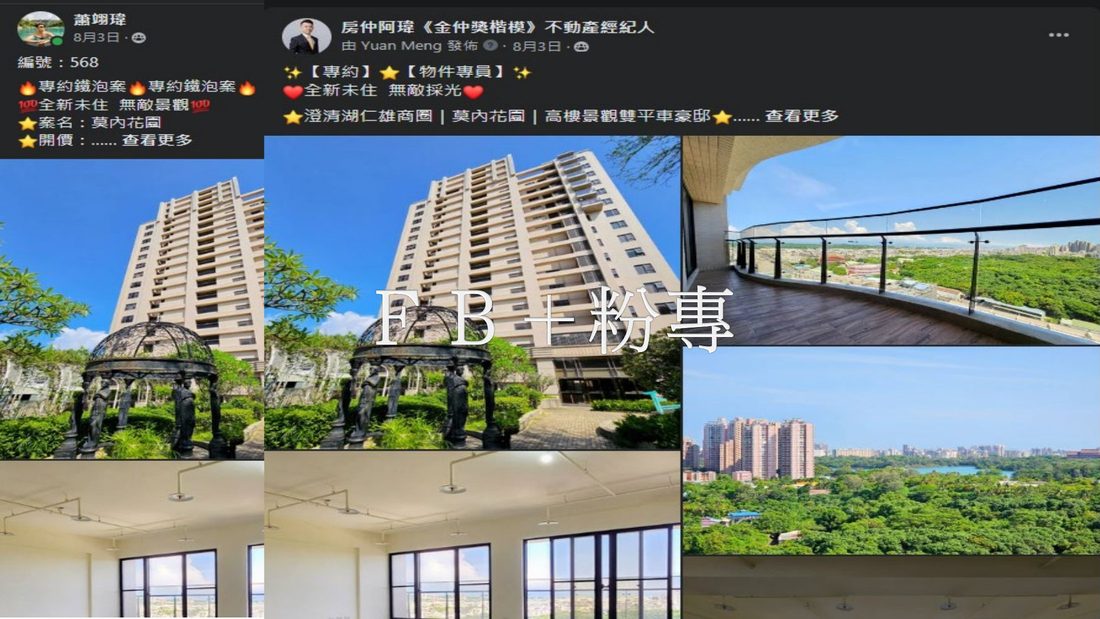 蕭翊瑋
8月3日 ·
編號：568
🔥專約鐵泡案🔥專約鐵泡案🔥
💯全新未住 無敵景觀💯
⭐案名：莫內花園
⭐開價：...... 查看更多
房仲阿瑋《金仲獎楷模》不動產經紀人
由 Yuan Meng 發佈 · 8月3日 ·
✨【專約】⭐【物件專員】✨
❤全新未住 無敵採光❤
⭐澄清湖仁雄商圈 | 莫內花園 | 高樓景觀雙平車豪邸⭐...... 查看更多
ＦＢ＋粉專